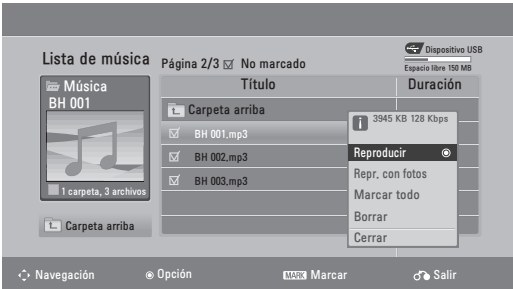 Lista de música
Página 2/3 No marcado
Dispositivo USB
Espacio libre 150 MB
Música
BH 001
1 carpeta, 3 archivos
Carpeta arriba
Título
Duración
Carpeta arriba
BH 001,mp3
BH 002,mp3
BH 003,mp3
3945 KB 128 Kbps
Reproducir
Repr. con fotos
Marcar todo
Borrar
Cerrar
Navegación
Opción
MARK Marcar
Salir